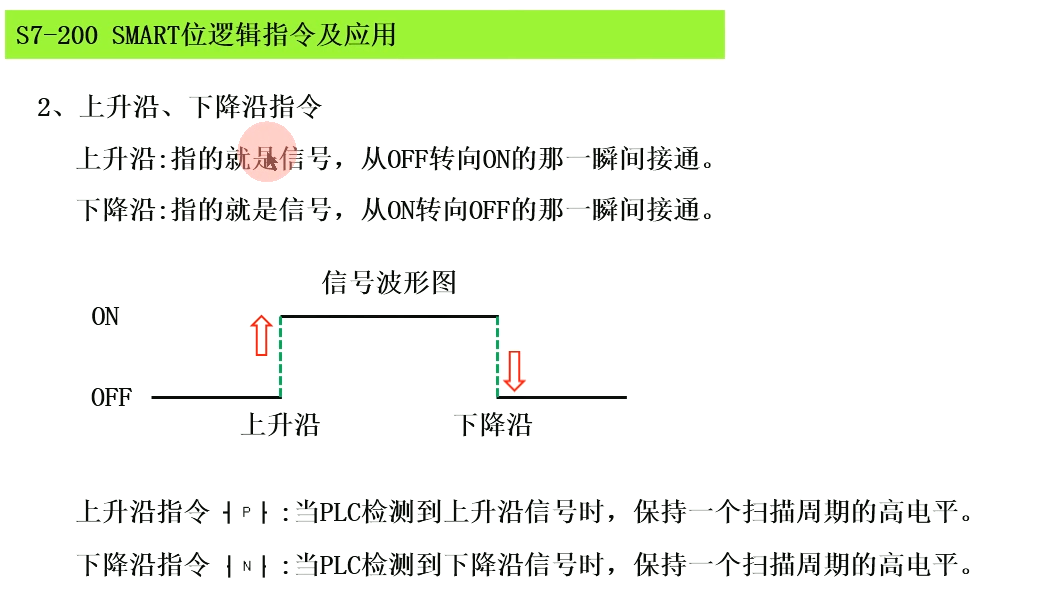 S7-200 SMART位逻辑指令及应用
2、上升沿、下降沿指令
上升沿:指的就是信号，从OFF转向ON的那一瞬间接通。
下降沿:指的就是信号，从ON转向OFF的那一瞬间接通。
信号波形图
ON
OFF
上升沿 下降沿
上升沿指令 ┤P├ :当PLC检测到上升沿信号时，保持一个扫描周期的高电平。
下降沿指令 ┤N├ :当PLC检测到下降沿信号时，保持一个扫描周期的高电平。